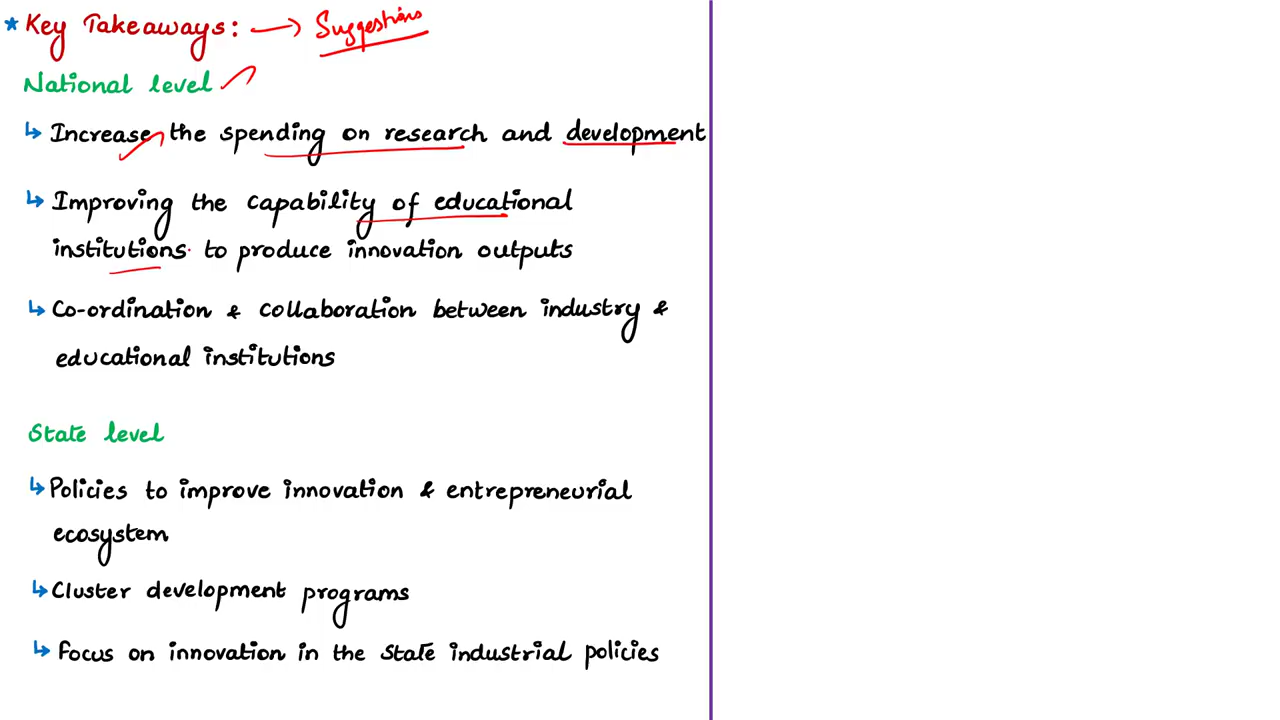 * Key Takeaways: → Suggestions
National level
↳ Increase the spending on research and development
↳ Improving the capability of educational
institutions to produce innovation outputs
↳ Co-ordination & collaboration between industry &
educational institutions
State level
↳ Policies to improve innovation & entrepreneurial
ecosystem
↳ Cluster development programs
↳ Focus on innovation in the state industrial policies